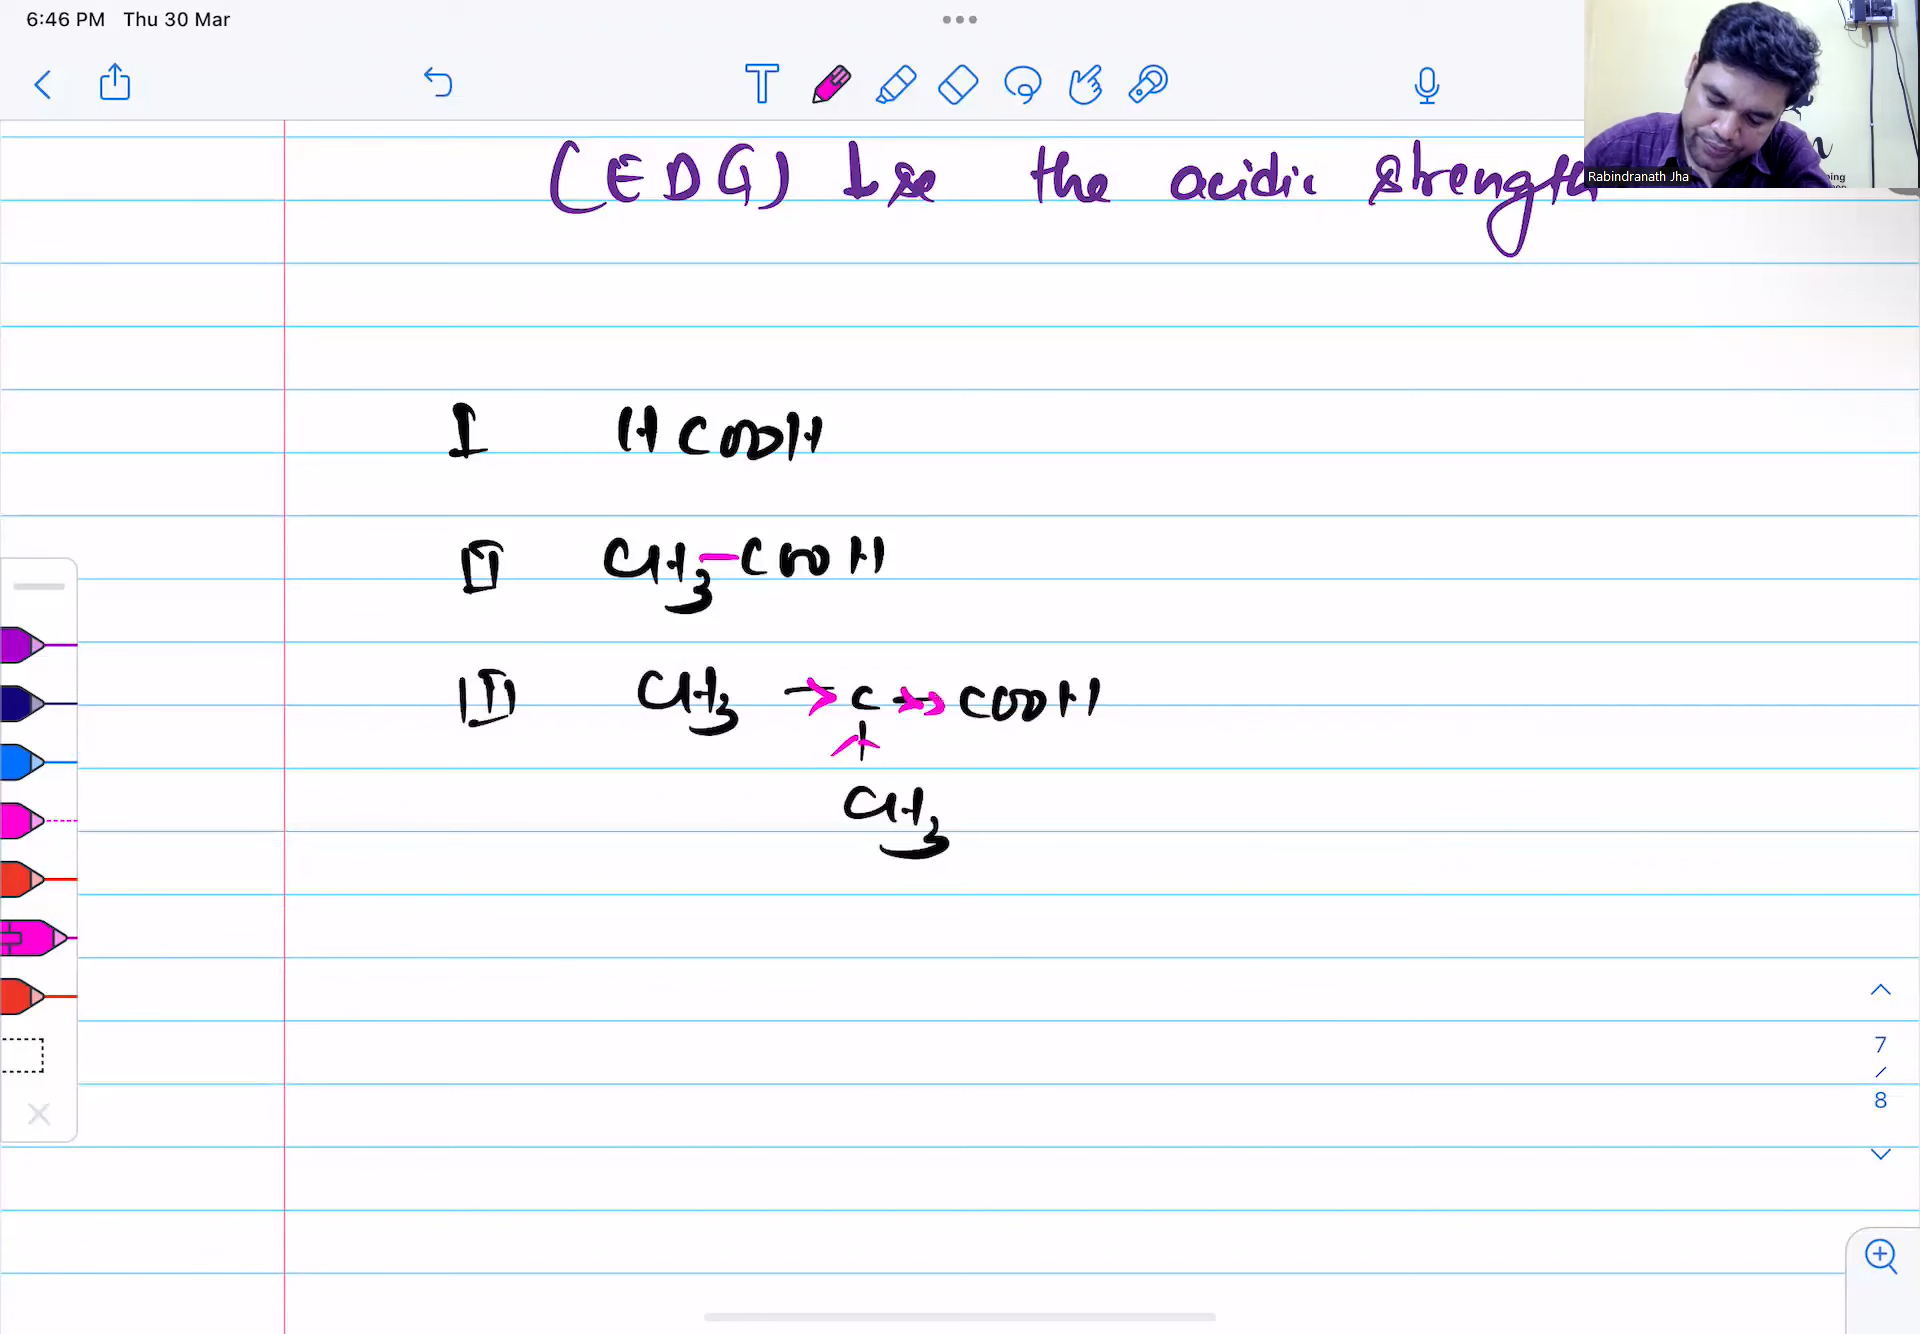 6:46 PM Thu 30 Mar
Rabindranath Jha
(EDG) ↓se the acidic strength
I HCOOH
II CH3-COOH
III CH3 → C → COOH
CH3
7
/
8